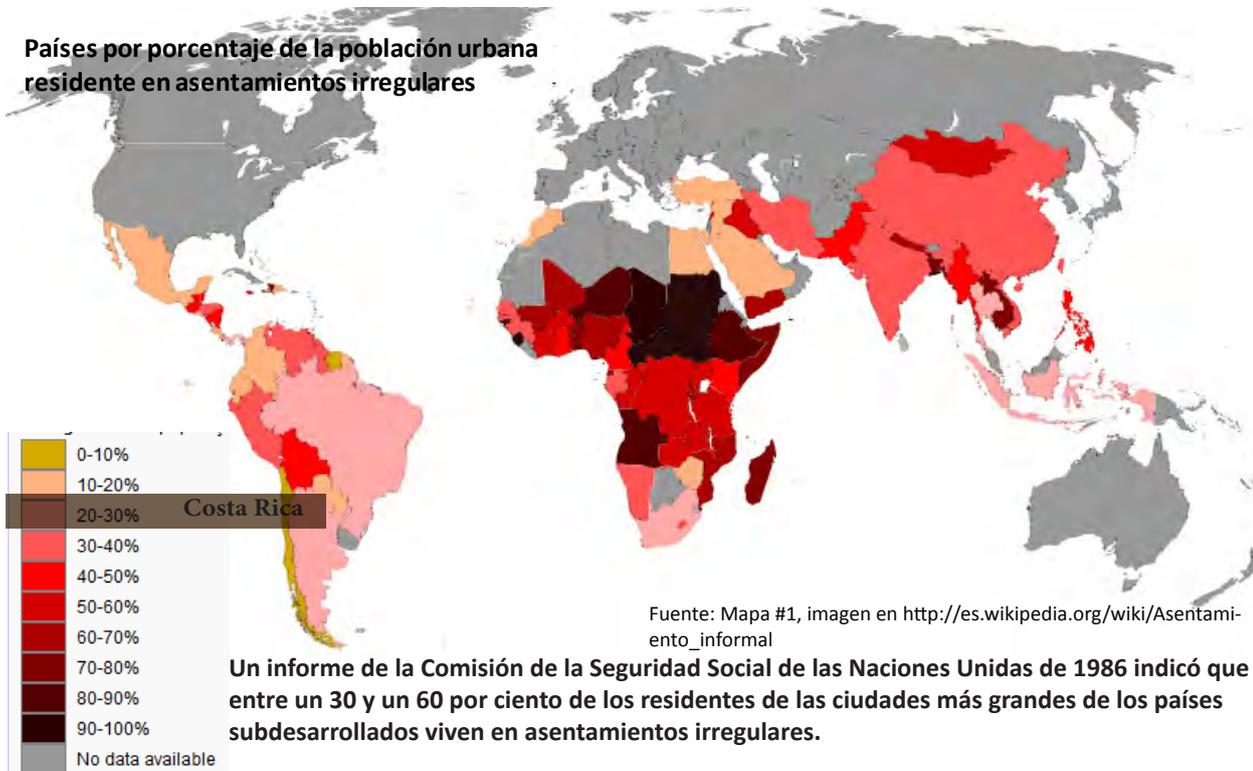 Países por porcentaje de la población urbana
residente en asentamientos irregulares
0-10%
10-20%
20-30%
Costa Rica
30-40%
40-50%
50-60%
60-70%
70-80%
80-90%
90-100%
No data available
Fuente: Mapa #1, imagen en http://es.wikipedia.org/wiki/Asentami-
ento_informal
Un informe de la Comisión de la Seguridad Social de las Naciones Unidas de 1986 indicó que
entre un 30 y un 60 por ciento de los residentes de las ciudades más grandes de los países
subdesarrollados viven en asentamientos irregulares.